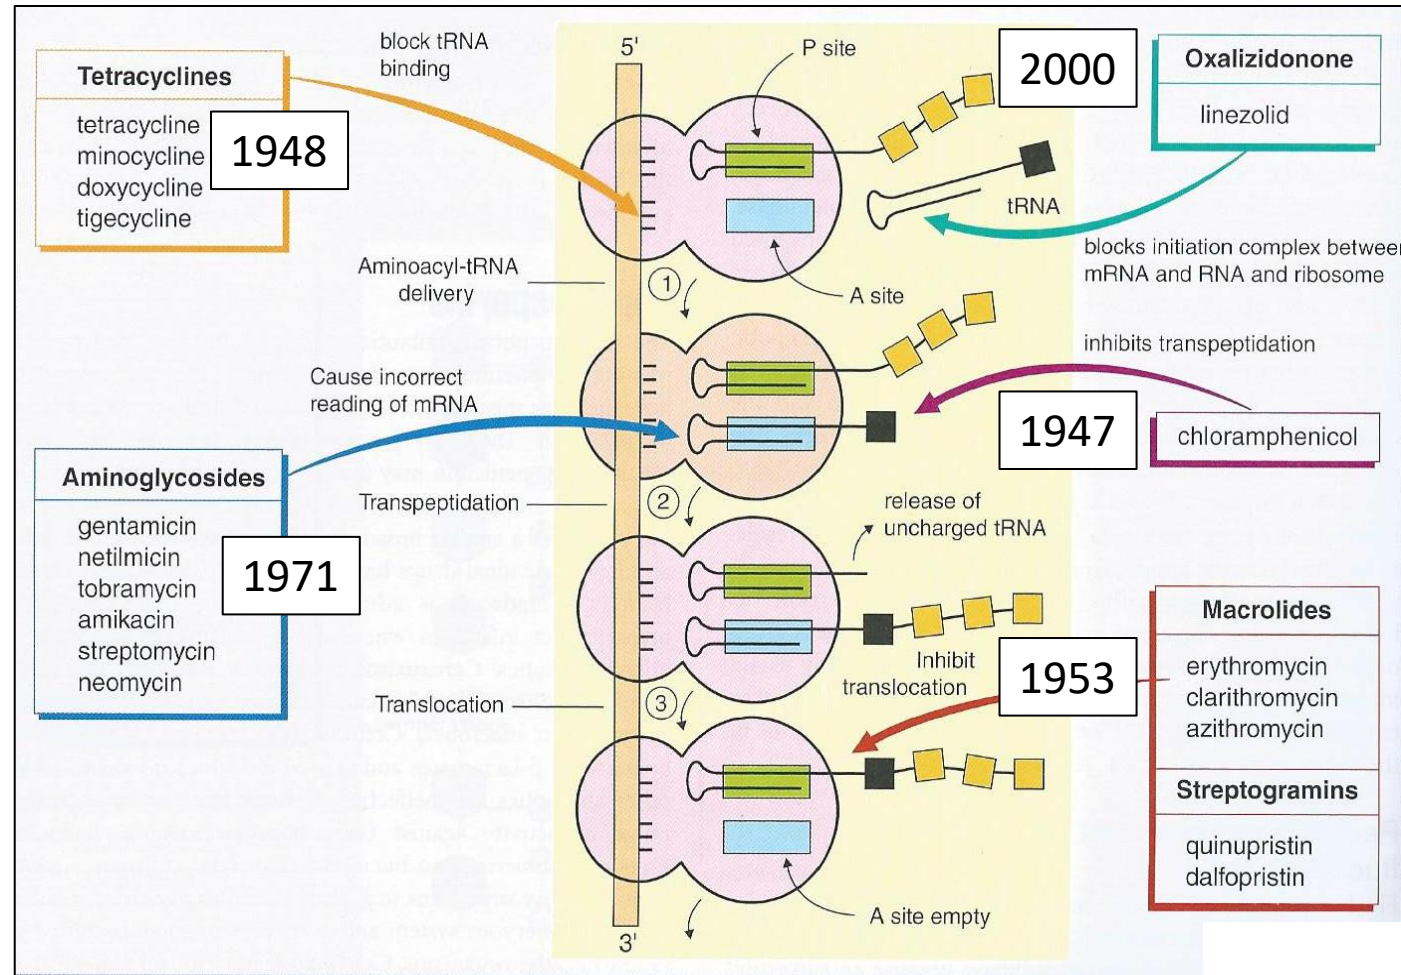 block tRNA
binding
5'
P site
2000
Oxalizidonone
linezolid
Tetracyclines
tetracycline
minocycline
doxycycline
tigecycline
1948
tRNA
blocks initiation complex between
mRNA and RNA and ribosome
Aminoacyl-tRNA
delivery
1
A site
inhibits transpeptidation
Cause incorrect
reading of mRNA
1947
chloramphenicol
Aminoglycosides
gentamicin
netilmicin
tobramycin
amikacin
streptomycin
neomycin
1971
Transpeptidation
2
release of
uncharged tRNA
Macrolides
erythromycin
clarithromycin
azithromycin
Streptogramins
quinupristin
dalfopristin
1953
Inhibit
translocation
Translocation
3
A site empty
3'